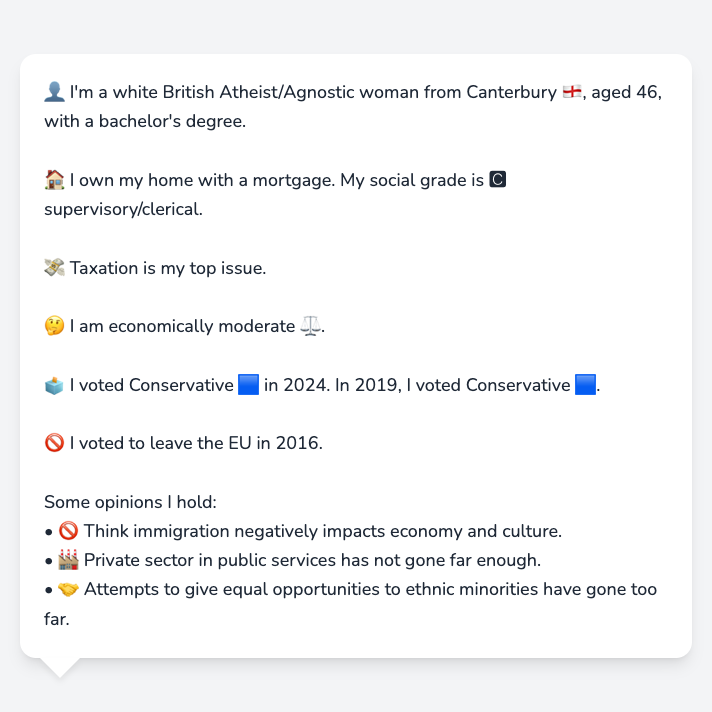 👤 I'm a white British Atheist/Agnostic woman from Canterbury 🏴󠁧󠁢󠁥󠁮󠁧󠁿, aged 46,
with a bachelor's degree.
🏠 I own my home with a mortgage. My social grade is 🅲
supervisory/clerical.
💸 Taxation is my top issue.
🤔 I am economically moderate ⚖️.
🗳️ I voted Conservative 🟦 in 2024. In 2019, I voted Conservative 🟦.
🚫 I voted to leave the EU in 2016.
Some opinions I hold:
• 🚫 Think immigration negatively impacts economy and culture.
• 🏭 Private sector in public services has not gone far enough.
• 🤝 Attempts to give equal opportunities to ethnic minorities have gone too
far.